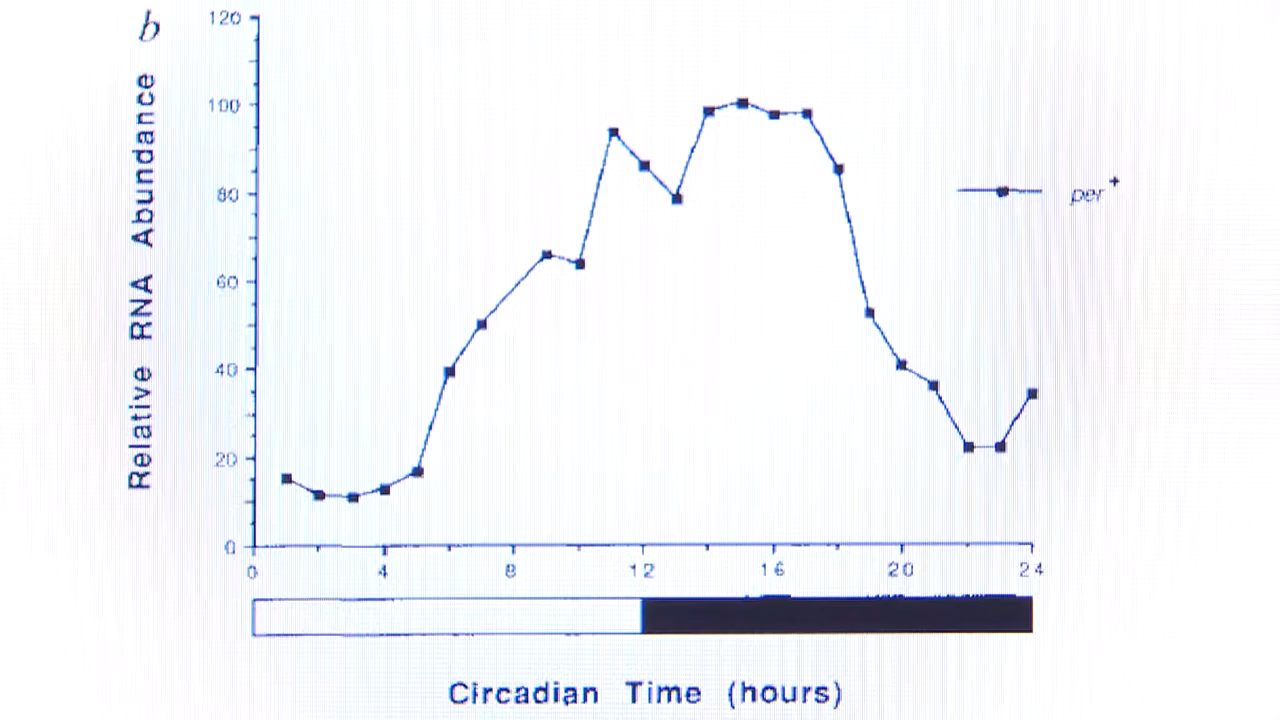 b
Relative RNA Abundance
120
100
80
60
40
20
0
per +
0 4 8 12 16 20 24
Circadian Time (hours)